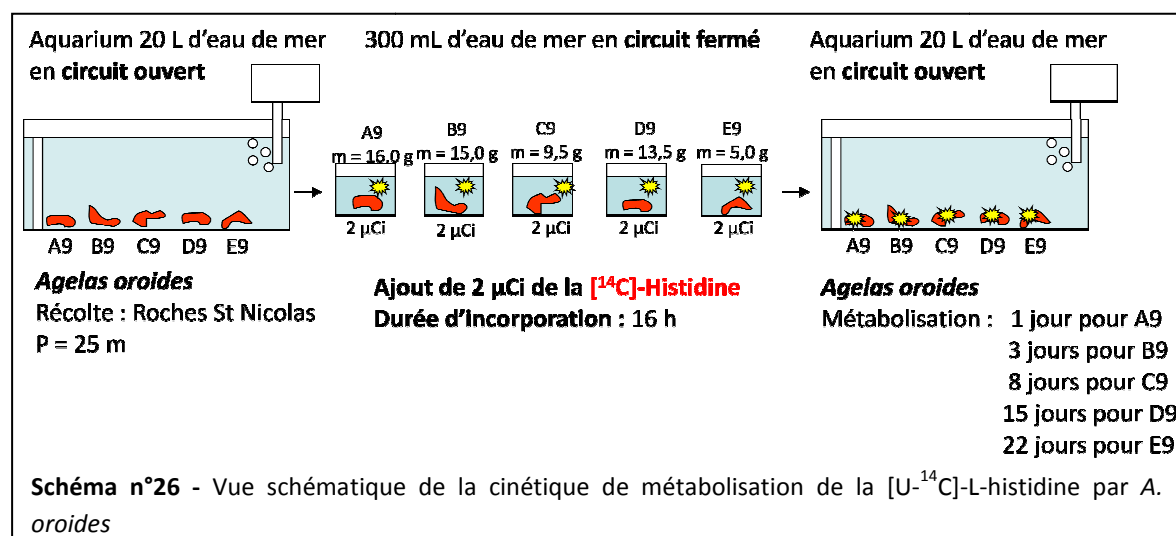 Aquarium 20 L d'eau de mer
en circuit ouvert
300 mL d'eau de mer en circuit fermé
Aquarium 20 L d'eau de mer
en circuit ouvert
A9
m = 16.0 g
B9
m = 15,0 g
C9
m = 9,5 g
D9
m = 13,5 g
E9
m = 5,0 g
2 µCi 2 µCi 2 µCi 2 µCi 2 µCi
A9 B9 C9 D9 E9
A9 B9 C9 D9 E9
Agelas oroides
Récolte : Roches St Nicolas
P = 25 m
Ajout de 2 µCi de la [¹⁴C]-Histidine
Durée d'Incorporation : 16 h
Agelas oroides
Métabolisation : 1 jour pour A9
3 jours pour B9
8 jours pour C9
15 jours pour D9
22 jours pour E9
Schéma n°26 - Vue schématique de la cinétique de métabolisation de la [U-¹⁴C]-L-histidine par A.
oroides